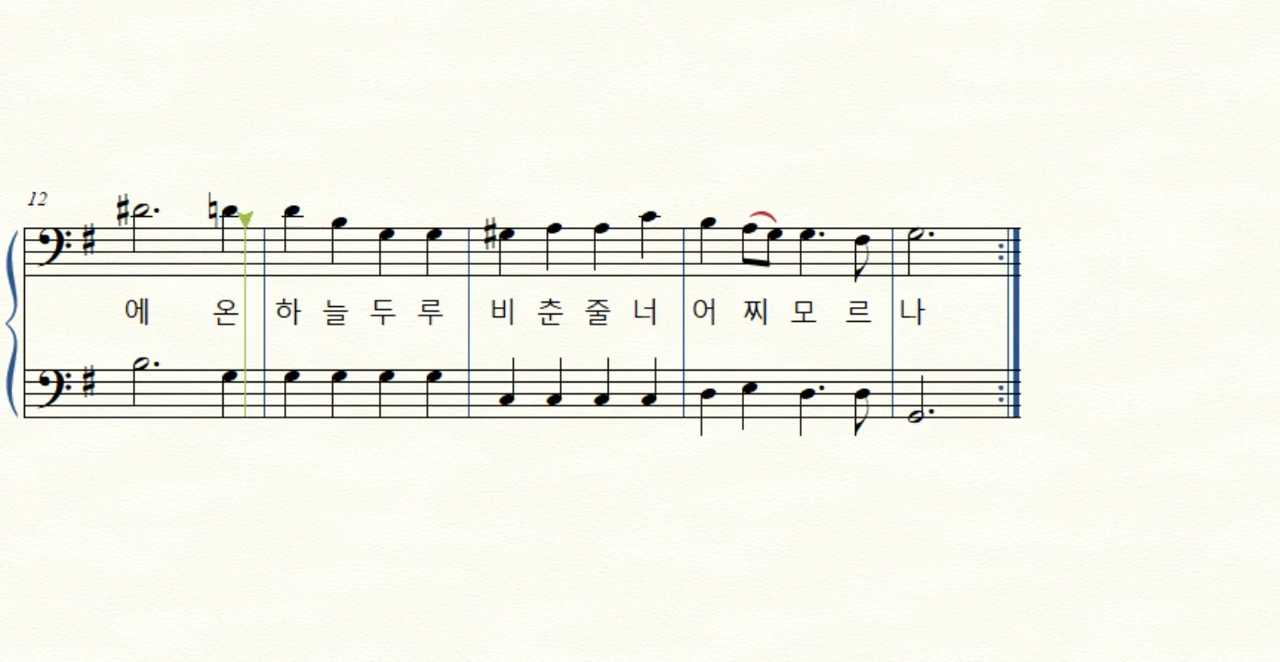 12
에 온 하 늘 두 루 비 춘 줄 너 어 찌 모 르 나